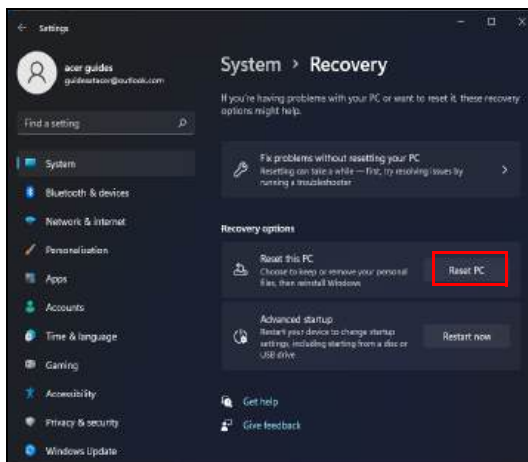 Settings
acer guides
guidesatacer@outlook.com
Find a setting
System
Bluetooth & devices
Network & internet
Personalization
Apps
Accounts
Time & language
Gaming
Accessibility
Privacy & security
Windows Update
System > Recovery
If you're having problems with your PC or want to reset it, these recovery
options might help.
Fix problems without resetting your PC
Resetting can take a while — first, try resolving issues by
running a troubleshooter
Recovery options
Reset this PC
Choose to keep or remove your personal
files, then reinstall Windows
Reset PC
Advanced startup
Restart your device to change startup
settings, including starting from a disc or
USB drive
Restart now
Get help
Give feedback